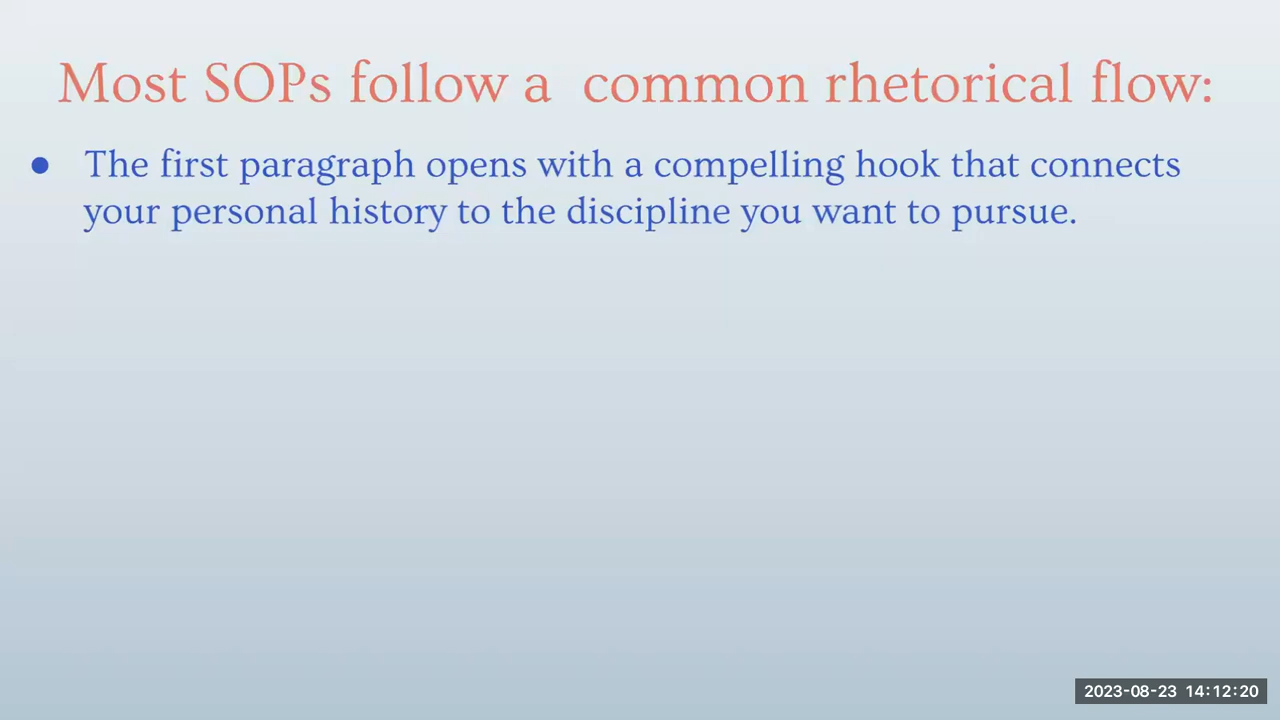 Most SOPs follow a  common rhetorical flow:
● The first paragraph opens with a compelling hook that connects
your personal history to the discipline you want to pursue.
2023-08-23 14:12:20